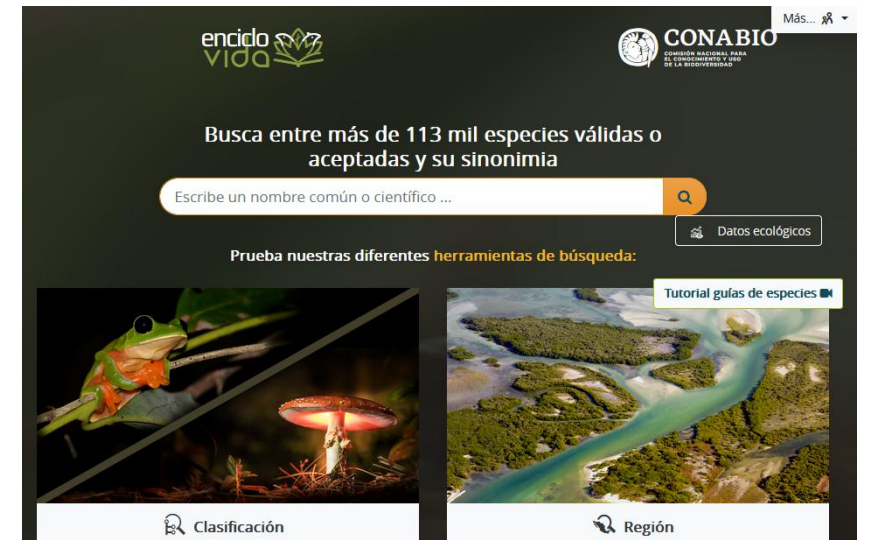 Más...
enciclo
vida
CONABIO
COMISIÓN NACIONAL PARA
EL CONOCIMIENTO Y USO
DE LA BIODIVERSIDAD
Busca entre más de 113 mil especies válidas o
aceptadas y su sinonimia
Escribe un nombre común o científico ...
Datos ecológicos
Prueba nuestras diferentes herramientas de búsqueda:
Tutorial guías de especies
Clasificación
Región